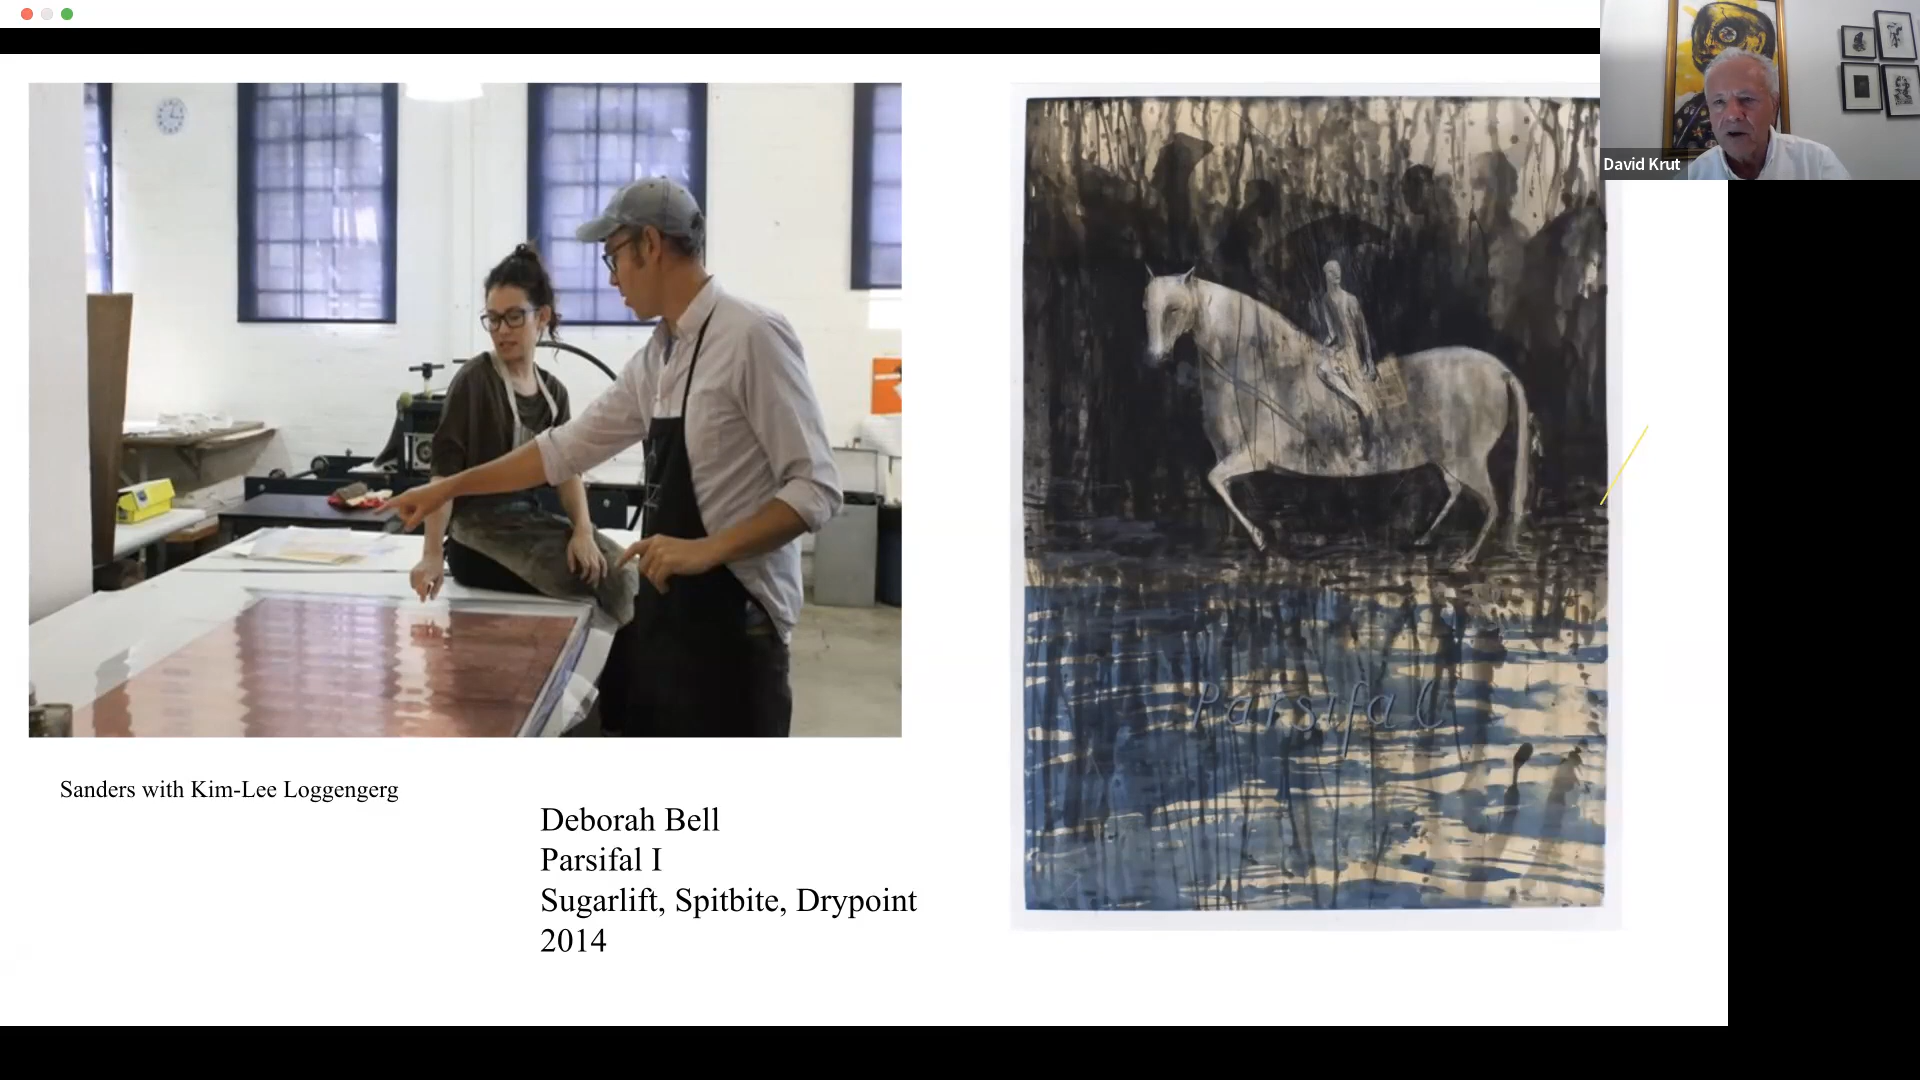 David Krut
Parsifal
Sanders with Kim-Lee Loggengerg
Deborah Bell
Parsifal I
Sugarlift, Spitbite, Drypoint
2014